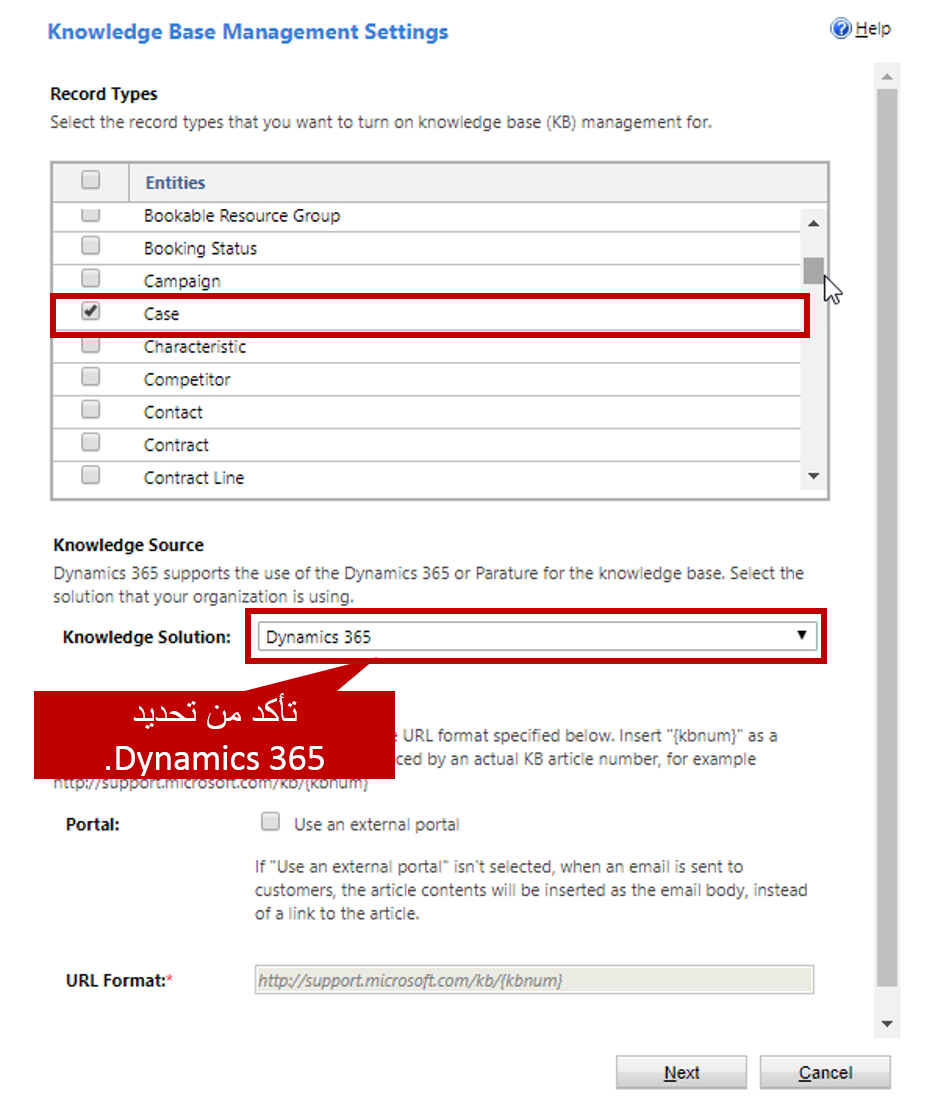 Knowledge Base Management Settings
Help
Record Types
Select the record types that you want to turn on knowledge base (KB) management for.
Entities
Bookable Resource Group
Booking Status
Campaign
Case
Characteristic
Competitor
Contact
Contract
Contract Line
Knowledge Source
Dynamics 365 supports the use of the Dynamics 365 or Parature for the knowledge base. Select the
solution that your organization is using.
Knowledge Solution:
Dynamics 365
تأكد من تحديد
Dynamics 365.
URL format specified below. Insert "{kbnum}" as a
by an actual KB article number, for example
http://support.microsoft.com/kb/{kbnum}
Portal:
Use an external portal
If "Use an external portal" isn't selected, when an email is sent to
customers, the article contents will be inserted as the email body, instead
of a link to the article.
URL Format:*
http://support.microsoft.com/kb/{kbnum}
Next
Cancel